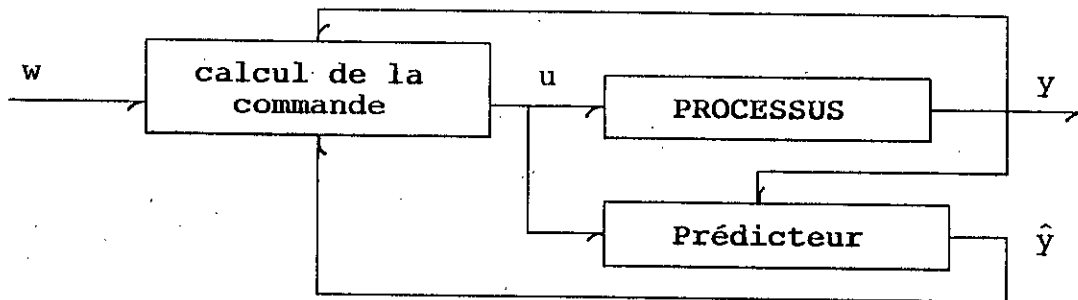 w
calcul de la
commande
u
PROCESSUS
y
Prédicteur
ŷ